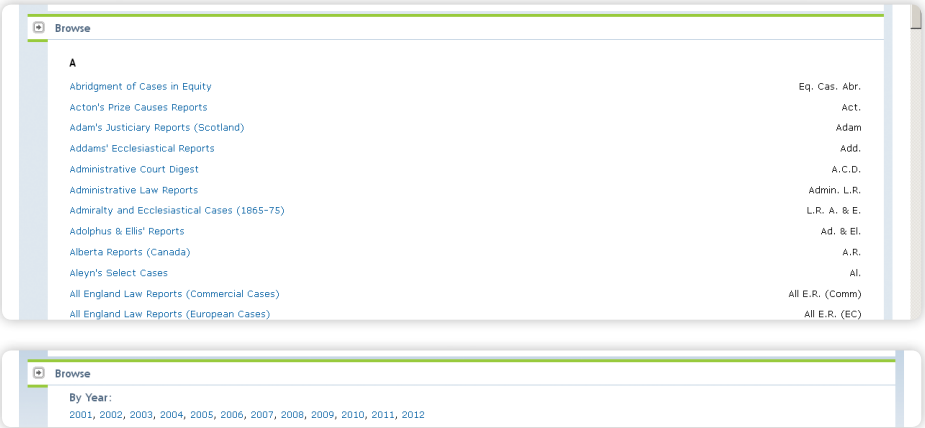 Browse
A
Abridgment of Cases in Equity Eq. Cas. Abr.
Acton's Prize Causes Reports Act.
Adam's Justiciary Reports (Scotland) Adam
Addams' Ecclesiastical Reports Add.
Administrative Court Digest A.C.D.
Administrative Law Reports Admin. L.R.
Admiralty and Ecclesiastical Cases (1865-75) L.R. A. & E.
Adolphus & Ellis' Reports Ad. & El.
Alberta Reports (Canada) A.R.
Aleyn's Select Cases Al.
All England Law Reports (Commercial Cases) All E.R. (Comm)
All England Law Reports (European Cases) All E.R. (EC)
Browse
By Year:
2001, 2002, 2003, 2004, 2005, 2006, 2007, 2008, 2009, 2010, 2011, 2012